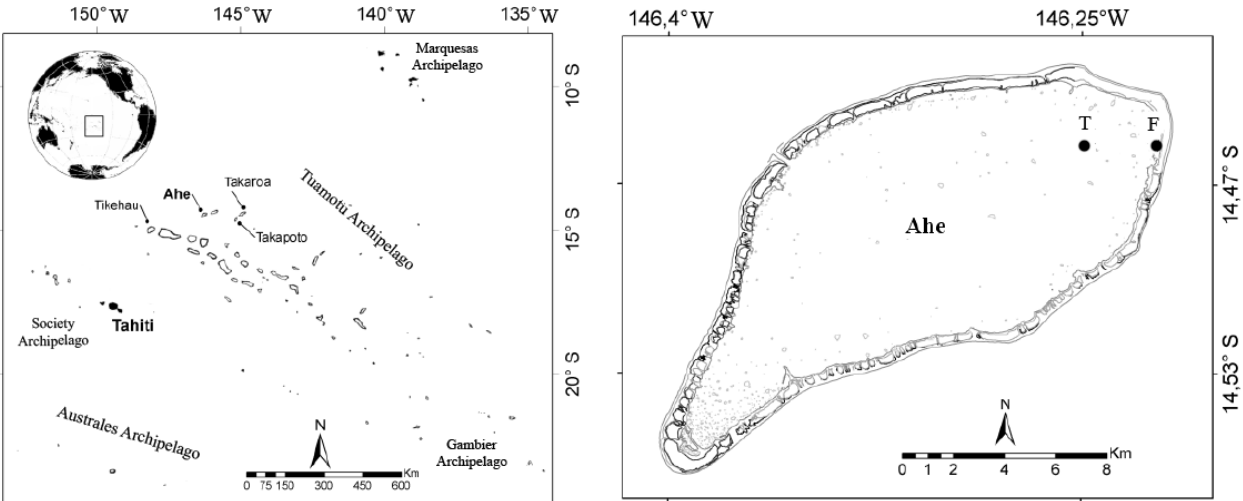 150°W
145°W
140°W
135°W
Marquesas
Archipelago
10° S
Takaroa
Ahe
Tikehau
Takapoto
Tuamotu Archipelago
15° S
Society
Archipelago
Tahiti
20° S
Australes Archipelago
N
Gambier
Archipelago
Km
0 75 150 300 450 600
146,4°W
146,25°W
T F
14,47° S
Ahe
14,53° S
N
Km
0 1 2 4 6 8